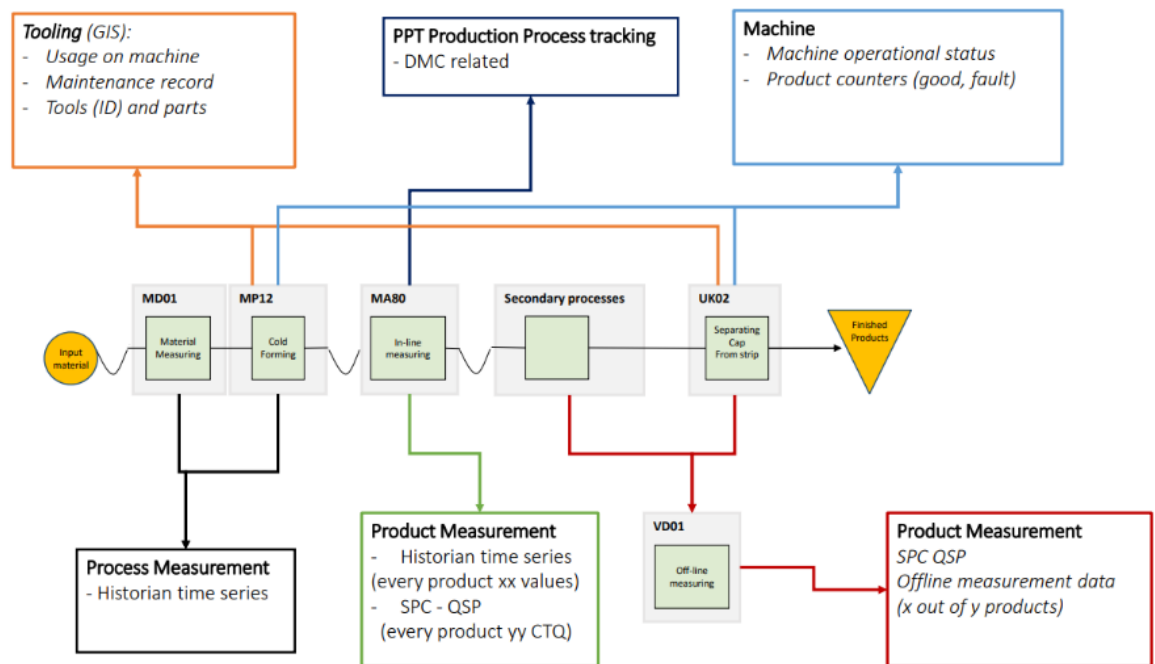 Tooling (GIS):
- Usage on machine
- Maintenance record
- Tools (ID) and parts
PPT Production Process tracking
- DMC related
Machine
- Machine operational status
- Product counters (good, fault)
MD01
Material
Measuring
MP12
Cold
Forming
MA80
In-line
measuring
Secondary processes
UK02
Separating
Cap
From strip
Input
material
Finished
Products
Process Measurement
- Historian time series
Product Measurement
- Historian time series
(every product xx values)
- SPC - QSP
(every product yy CTQ)
VD01
Off-line
measuring
Product Measurement
SPC QSP
Offline measurement data
(x out of y products)